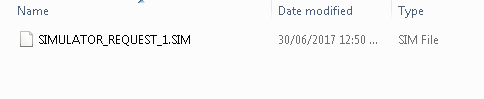 Name Date modified Type
SIMULATOR_REQUEST_1.SIM 30/06/2017 12:50 ... SIM File